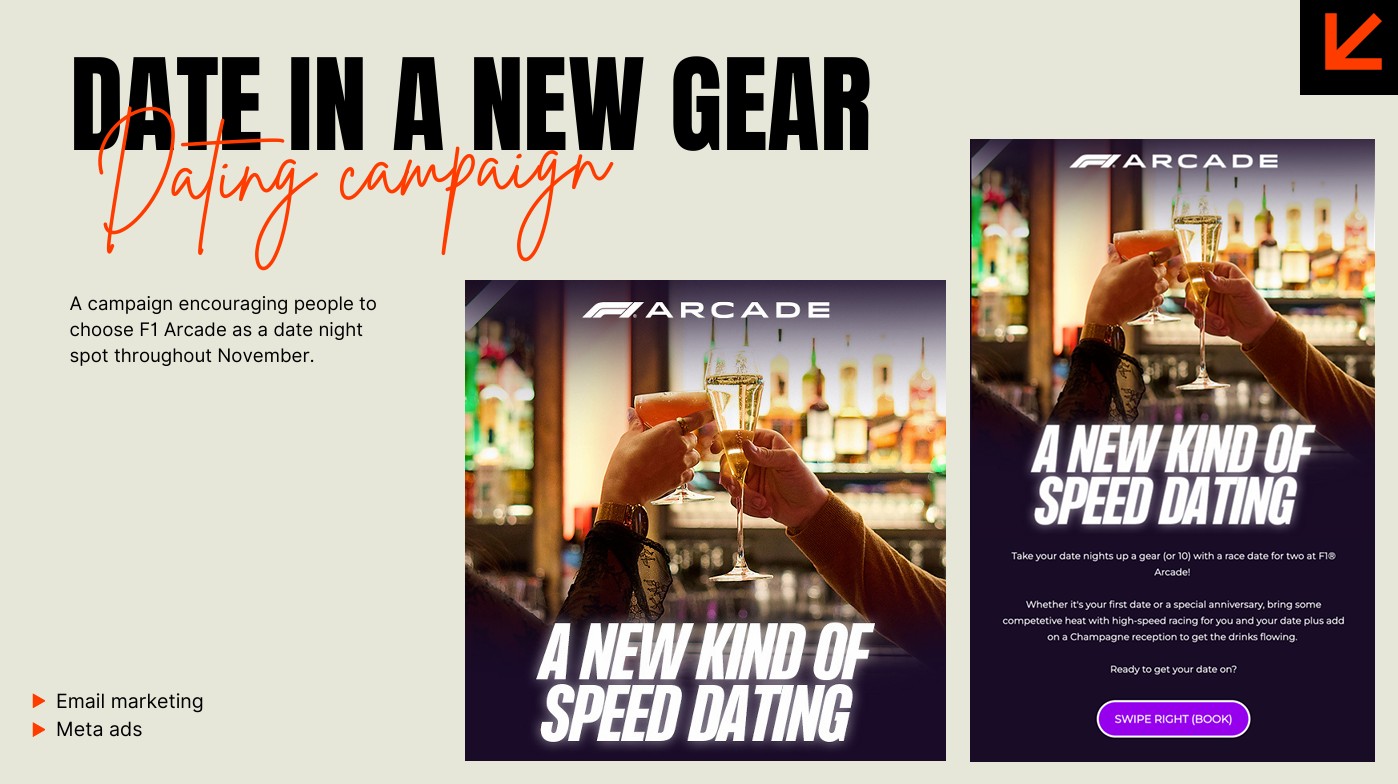 DATE IN A NEW GEAR
Dating campaign
A campaign encouraging people to
choose F1 Arcade as a date night
spot throughout November.
Email marketing
Meta ads
F1 ARCADE
A NEW KIND OF
SPEED DATING
F1 ARCADE
A NEW KIND OF
SPEED DATING
Take your date nights up a gear (or 10) with a race date for two at F1®
Arcade!
Whether it's your first date or a special anniversary, bring some
competetive heat with high-speed racing for you and your date plus add
on a Champagne reception to get the drinks flowing.
Ready to get your date on?
SWIPE RIGHT (BOOK)